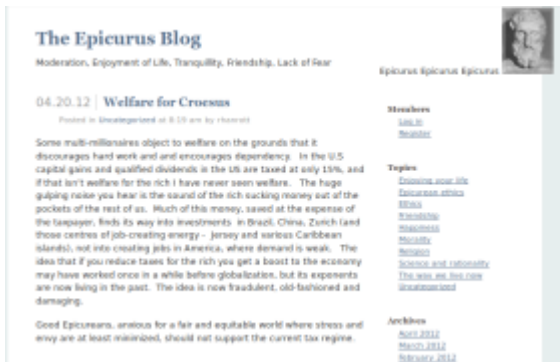 The Epicurus Blog
Moderation, Enjoyment of Life, Tranquillity, Friendship, Lack of Fear
Epicurus Epicurus Epicurus
04.20.12 | Welfare for Croesus
Posted in Uncategorized at 8:19 am by
Some multi-millionaires object to welfare on the grounds that it
discourages hard work and and encourages dependency. In the U.S
capital gains and qualified dividends in the US are taxed at only 15%, and
if that isn't welfare for the rich I have never seen welfare. The huge
gulping noise you hear is the sound of the rich sucking money out of the
pockets of the rest of us. Much of this money, saved at the expense of
the taxpayer, finds its way into investments in Brazil, China, Zurich (and
those centres of job-creating energy - Jersey and various Caribbean
islands), not into creating jobs in America, where demand is weak. The
idea that if you reduce taxes for the rich you get a boost to the economy
may have worked once in a while before globalization, but its exponents
are now living in the past. The idea is now fraudulent, old-fashioned and
damaging.
Good Epicureans, anxious for a fair and equitable world where stress and
envy are at least minimized, should not support the current tax regime.
Members
Log in
Register
Topics
Enjoying your life
Epicurean ethics
Ethics
Friendship
Happiness
Morality
Religion
Science and rationality
The way we live now
Uncategorized
Archives
April 2012
March 2012
February 2012